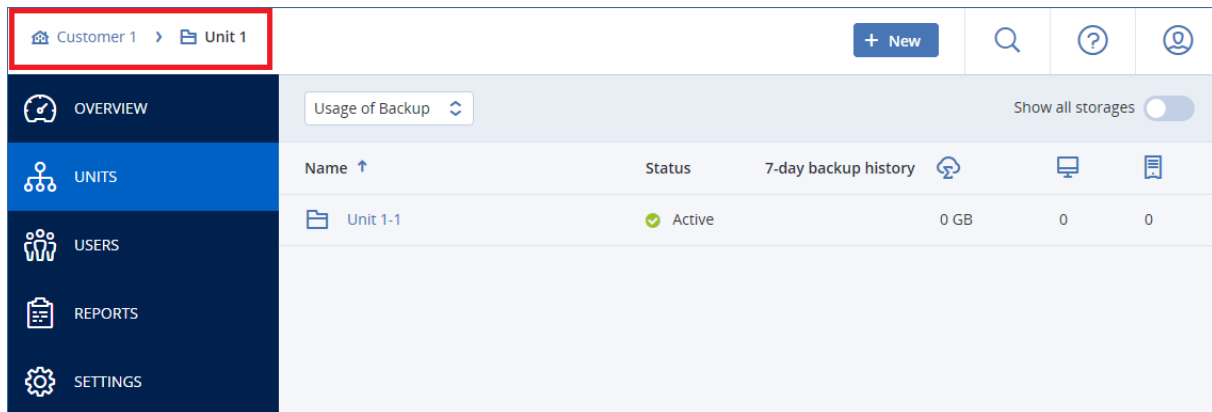 Customer 1 > Unit 1
+ New
OVERVIEW
UNITS
USERS
REPORTS
SETTINGS
Usage of Backup
Show all storages
Name ↑ Status 7-day backup history
Unit 1-1 Active 0 GB 0 0